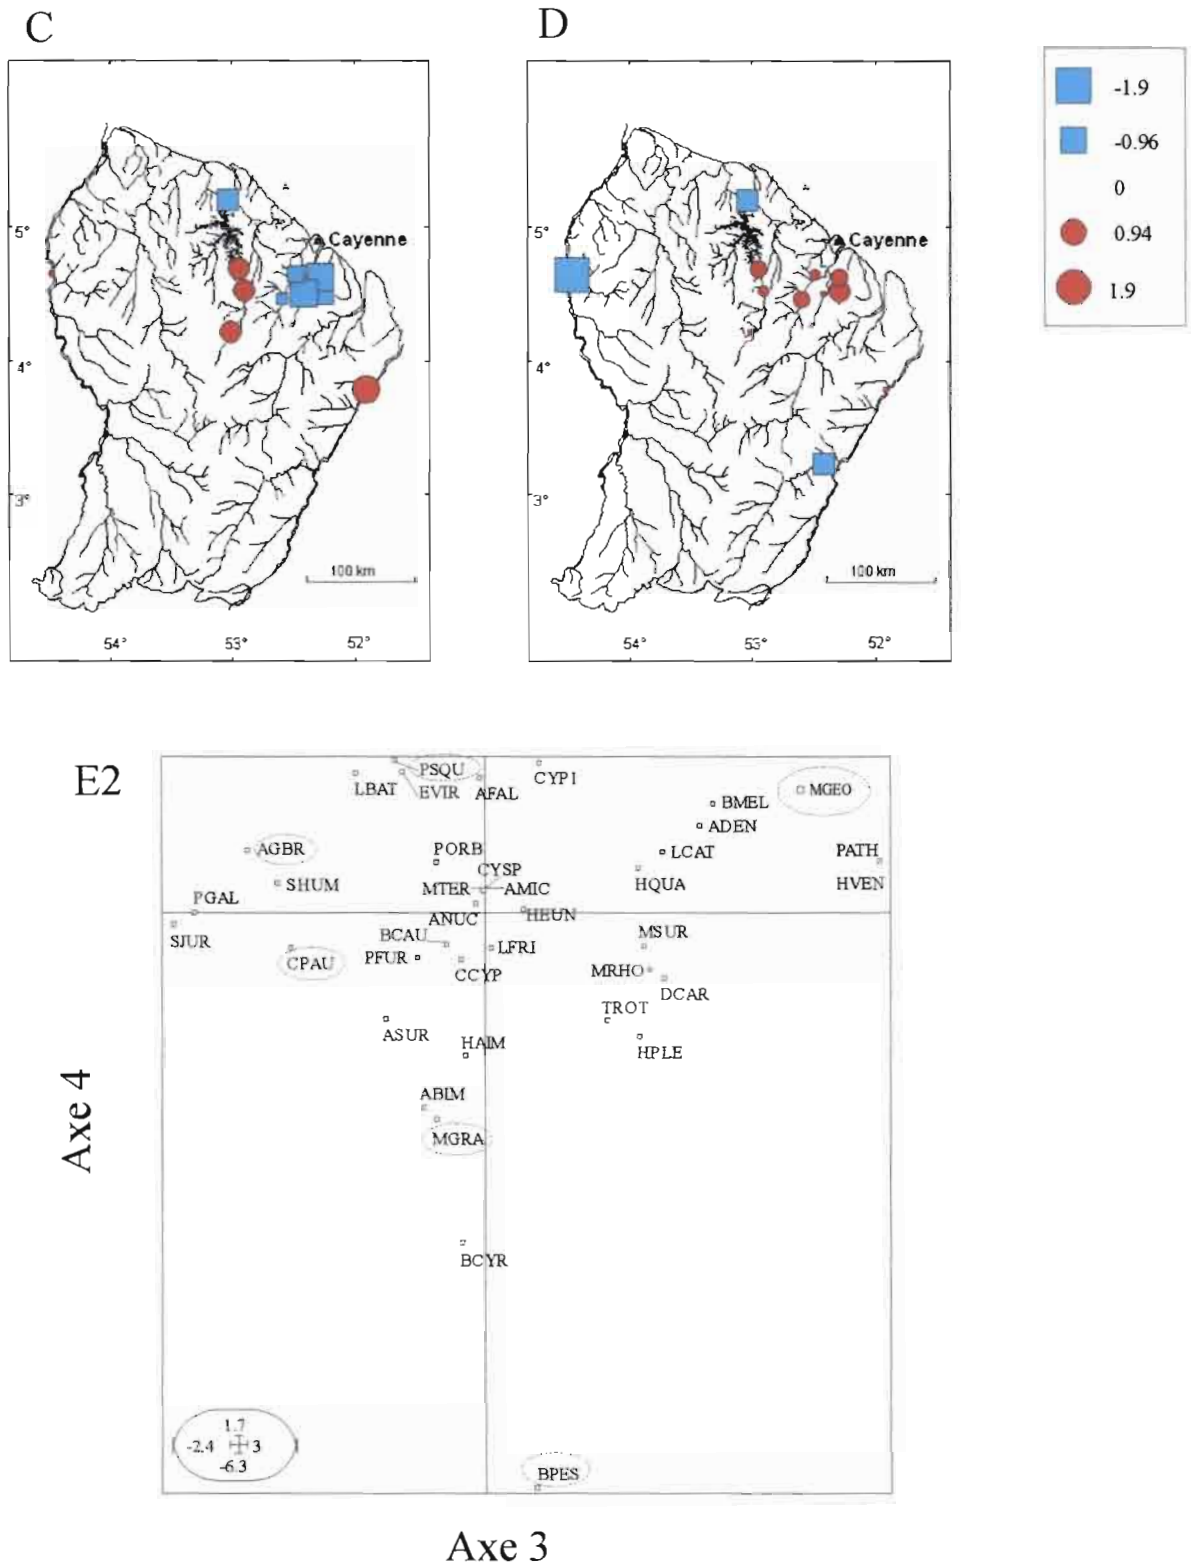 C
D
-1.9
-0.96
0
0.94
1.9
5°
Cayenne
4°
3°
100 km
54°
53°
52°
5°
Cayenne
4°
3°
100 km
54°
53°
52°
E2
PSQU
CYPI
LBAT
EVIR
AFAL
MGEO
BMEL
ADEN
AGBR
PORB
LCAT
PATH
CYSP
SHUM
MTER
AMIC
HQUA
HVEN
PGAL
ANUC
HEUN
SJUR
BCAU
LFRI
MSUR
CPAU
PFUR
CCYP
MRHO
DCAR
TROT
ASUR
HAIM
HPLE
ABIM
MGRA
BCYR
Axe 4
1.7
-2.4 3
-6.3
BPES
Axe 3